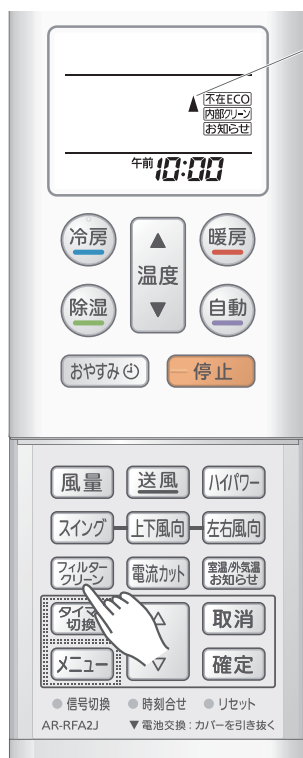 不在ECO
内部クリーン
お知らせ
午前10:00
冷房
暖房
温度
除湿
自動
おやすみ
停止
風量 送風 ハイパワー
スイング 上下風向 左右風向
フィルター
クリーン
電流カット
室温/外気温
お知らせ
タイマ
切換
取消
メニュー
確定
信号切換 時刻合せ リセット
AR-RFA2J ▼電池交換:カバーを引き抜く